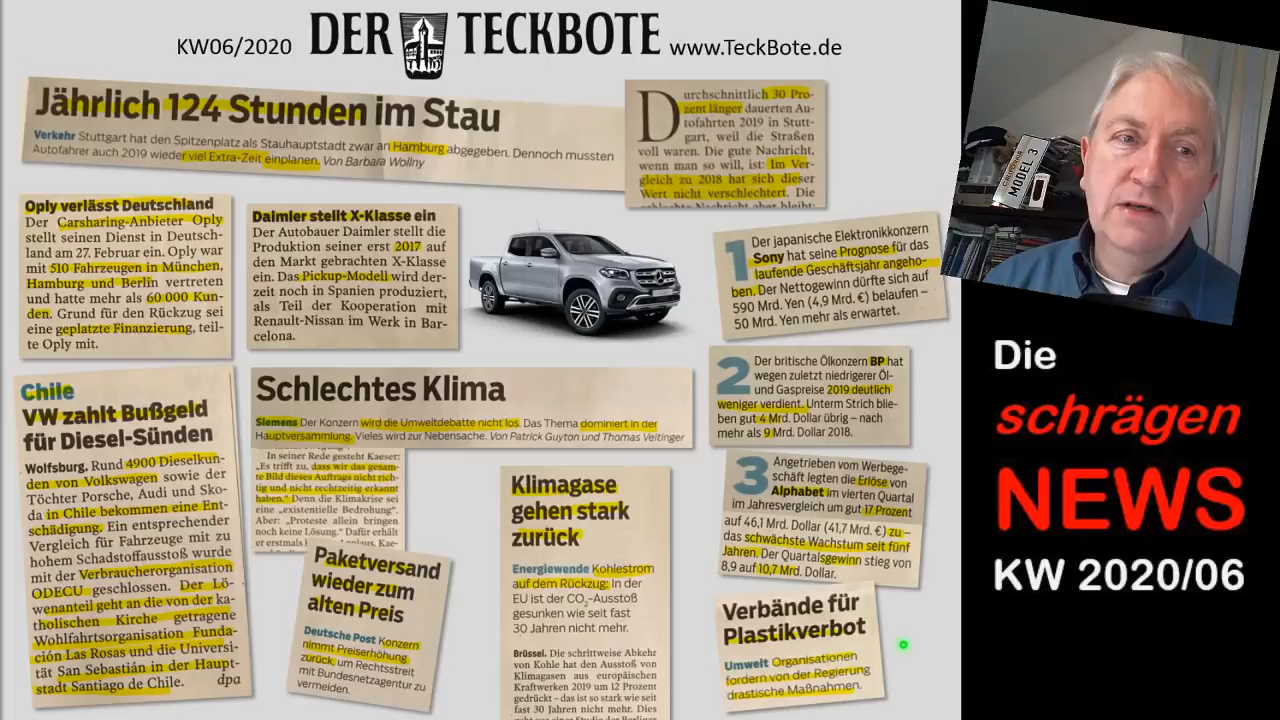 KW06/2020 DER TECKBOTE www.TeckBote.de
Jährlich 124 Stunden im Stau
Verkehr Stuttgart hat den Spitzenplatz als Stauhauptstadt zwar an Hamburg abgegeben. Dennoch mussten
Autofahrer auch 2019 wieder viel Extra-Zeit einplanen. Von Barbara Wollny
Durchschnittlich 30 Pro-
zent länger dauerten Au-
tofahrten 2019 in Stutt-
gart, weil die Straßen
voll waren. Die gute Nachricht,
wenn man so will, ist: Im Ver-
gleich zu 2018 hat sich dieser
Wert nicht verschlechtert. Die
schlechte Nachricht aber bleibt:
Oply verlässt Deutschland
Der Carsharing-Anbieter Oply
stellt seinen Dienst in Deutsch-
land am 27. Februar ein. Oply war
mit 510 Fahrzeugen in München,
Hamburg und Berlin vertreten
und hatte mehr als 60 000 Kun-
den. Grund für den Rückzug sei
eine geplatzte Finanzierung, teil-
te Oply mit.
Daimler stellt X-Klasse ein
Der Autobauer Daimler stellt die
Produktion seiner erst 2017 auf
den Markt gebrachten X-Klasse
ein. Das Pickup-Modell wird der-
zeit noch in Spanien produziert,
als Teil der Kooperation mit
Renault-Nissan im Werk in Bar-
celona.
1 Der japanische Elektronikkonzern
Sony hat seine Prognose für das
laufende Geschäftsjahr angeho-
ben. Der Nettogewinn dürfte sich auf
590 Mrd. Yen (4,9 Mrd. €) belaufen –
50 Mrd. Yen mehr als erwartet.
Chile
VW zahlt Bußgeld
für Diesel-Sünden
Wolfsburg. Rund 4900 Dieselkun-
den von Volkswagen sowie der
Töchter Porsche, Audi und Sko-
da in Chile bekommen eine Ent-
schädigung. Ein entsprechender
Vergleich für Fahrzeuge mit zu
hohem Schadstoffausstoß wurde
mit der Verbraucherorganisation
ODECU geschlossen. Der Lö-
wenanteil geht an die von der ka-
tholischen Kirche getragene
Wohlfahrtsorganisation Funda-
ción Las Rosas und die Universi-
tät San Sebastián in der Haupt-
stadt Santiago de Chile. dpa
Schlechtes Klima
Siemens Der Konzern wird die Umweltdebatte nicht los. Das Thema dominiert in der
Hauptversammlung. Vieles wird zur Nebensache. Von Patrick Guyton und Thomas Veitinger
In seiner Rede gesteht Kaeser:
„Es trifft zu, dass wir das gesam-
te Bild dieses Auftrags nicht rich-
tig und nicht rechtzeitig erkannt
haben.“ Denn die Klimakrise sei
eine „existentielle Bedrohung“.
Aber: „Proteste allein bringen
noch keine Lösung.“ Dafür erhält
er erstmals Applaus. Kae-
2 Der britische Ölkonzern BP hat
wegen zuletzt niedrigerer Öl-
und Gaspreise 2019 deutlich
weniger verdient. Unterm Strich blie-
ben gut 4 Mrd. Dollar übrig – nach
mehr als 9 Mrd. Dollar 2018.
3 Angetrieben vom Werbege-
schäft legten die Erlöse von
Alphabet im vierten Quartal
im Jahresvergleich um gut 17 Prozent
auf 46,1 Mrd. Dollar (41,7 Mrd. €) zu –
das schwächste Wachstum seit fünf
Jahren. Der Quartalsgewinn stieg von
8,9 auf 10,7 Mrd. Dollar.
Paketversand
wieder zum
alten Preis
Deutsche Post Konzern
nimmt Preiserhöhung
zurück, um Rechtsstreit
mit Bundesnetzagentur zu
vermeiden.
Klimagase
gehen stark
zurück
Energiewende Kohlestrom
auf dem Rückzug: In der
EU ist der CO₂-Ausstoß
gesunken wie seit fast
30 Jahren nicht mehr.
Brüssel. Die schrittweise Abkehr
von Kohle hat den Ausstoß von
Klimagasen aus europäischen
Kraftwerken 2019 um 12 Prozent
gedrückt – das ist so stark wie seit
fast 30 Jahren nicht mehr. Dies
Verbände für
Plastikverbot
Umwelt Organisationen
fordern von der Regierung
drastische Maßnahmen.
MODEL 3
Die
schrägen
NEWS
KW 2020/06